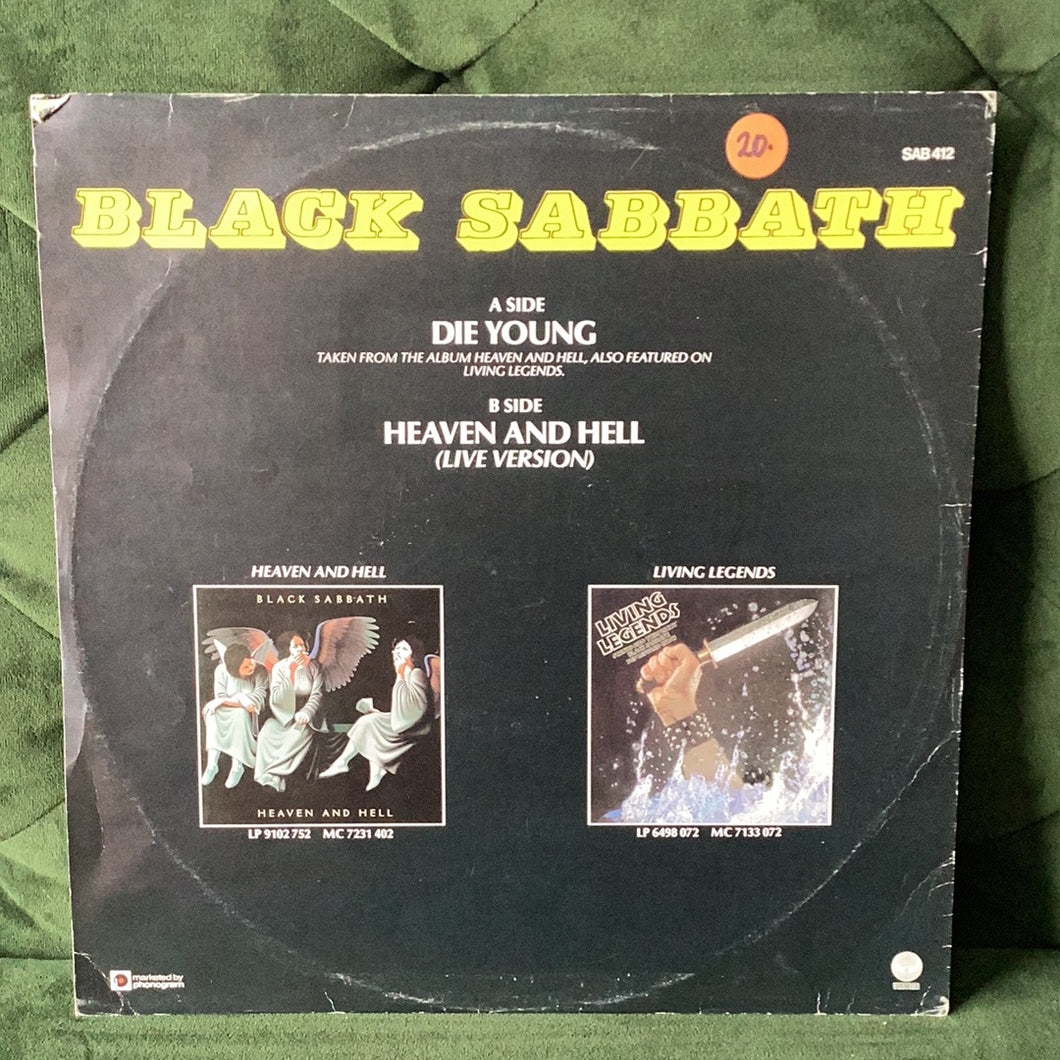 20.
SAB 412
BLACK SABBATH
A SIDE
DIE YOUNG
TAKEN FROM THE ALBUM HEAVEN AND HELL, ALSO FEATURED ON
LIVING LEGENDS.
B SIDE
HEAVEN AND HELL
(LIVE VERSION)
HEAVEN AND HELL
BLACK SABBATH
HEAVEN AND HELL
LP 9102 752 MC 7231 402
LIVING LEGENDS
LIVING
LEGENDS
LP 6498 072 MC 7133 072
marketed by
phonogram